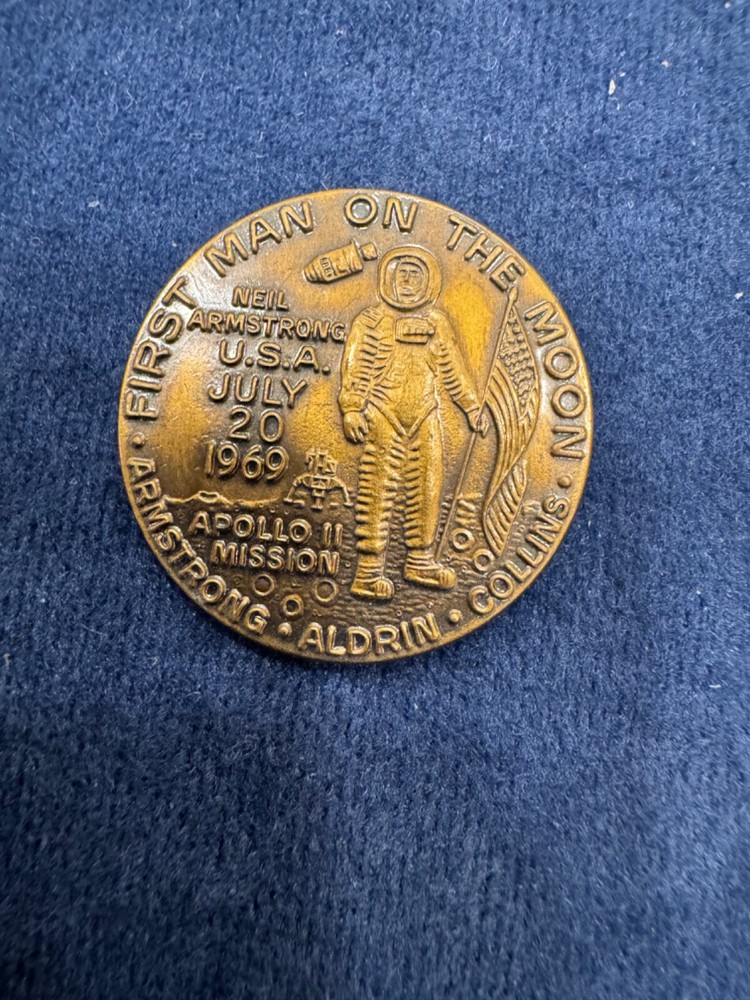 · FIRST MAN ON THE MOON ·
NEIL
ARMSTRONG
U.S.A.
JULY
20
1969
APOLLO 11
MISSION
ARMSTRONG · ALDRIN · COLLINS